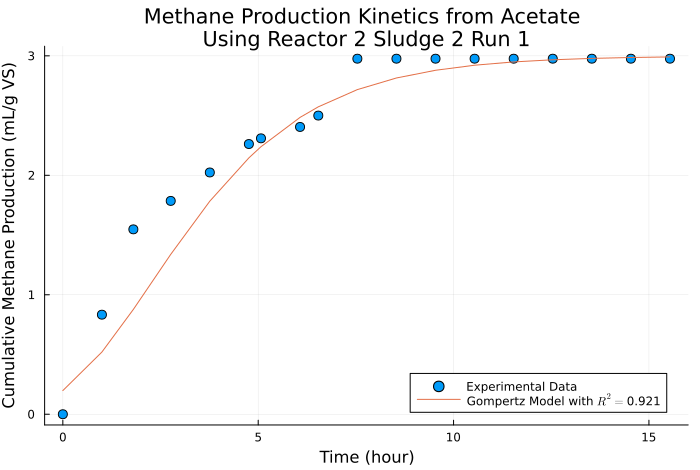 Methane Production Kinetics from Acetate
Using Reactor 2 Sludge 2 Run 1
Cumulative Methane Production (mL/g VS)
3
2
1
0
0 5 10 15
Time (hour)
Experimental Data
Gompertz Model with R² = 0.921